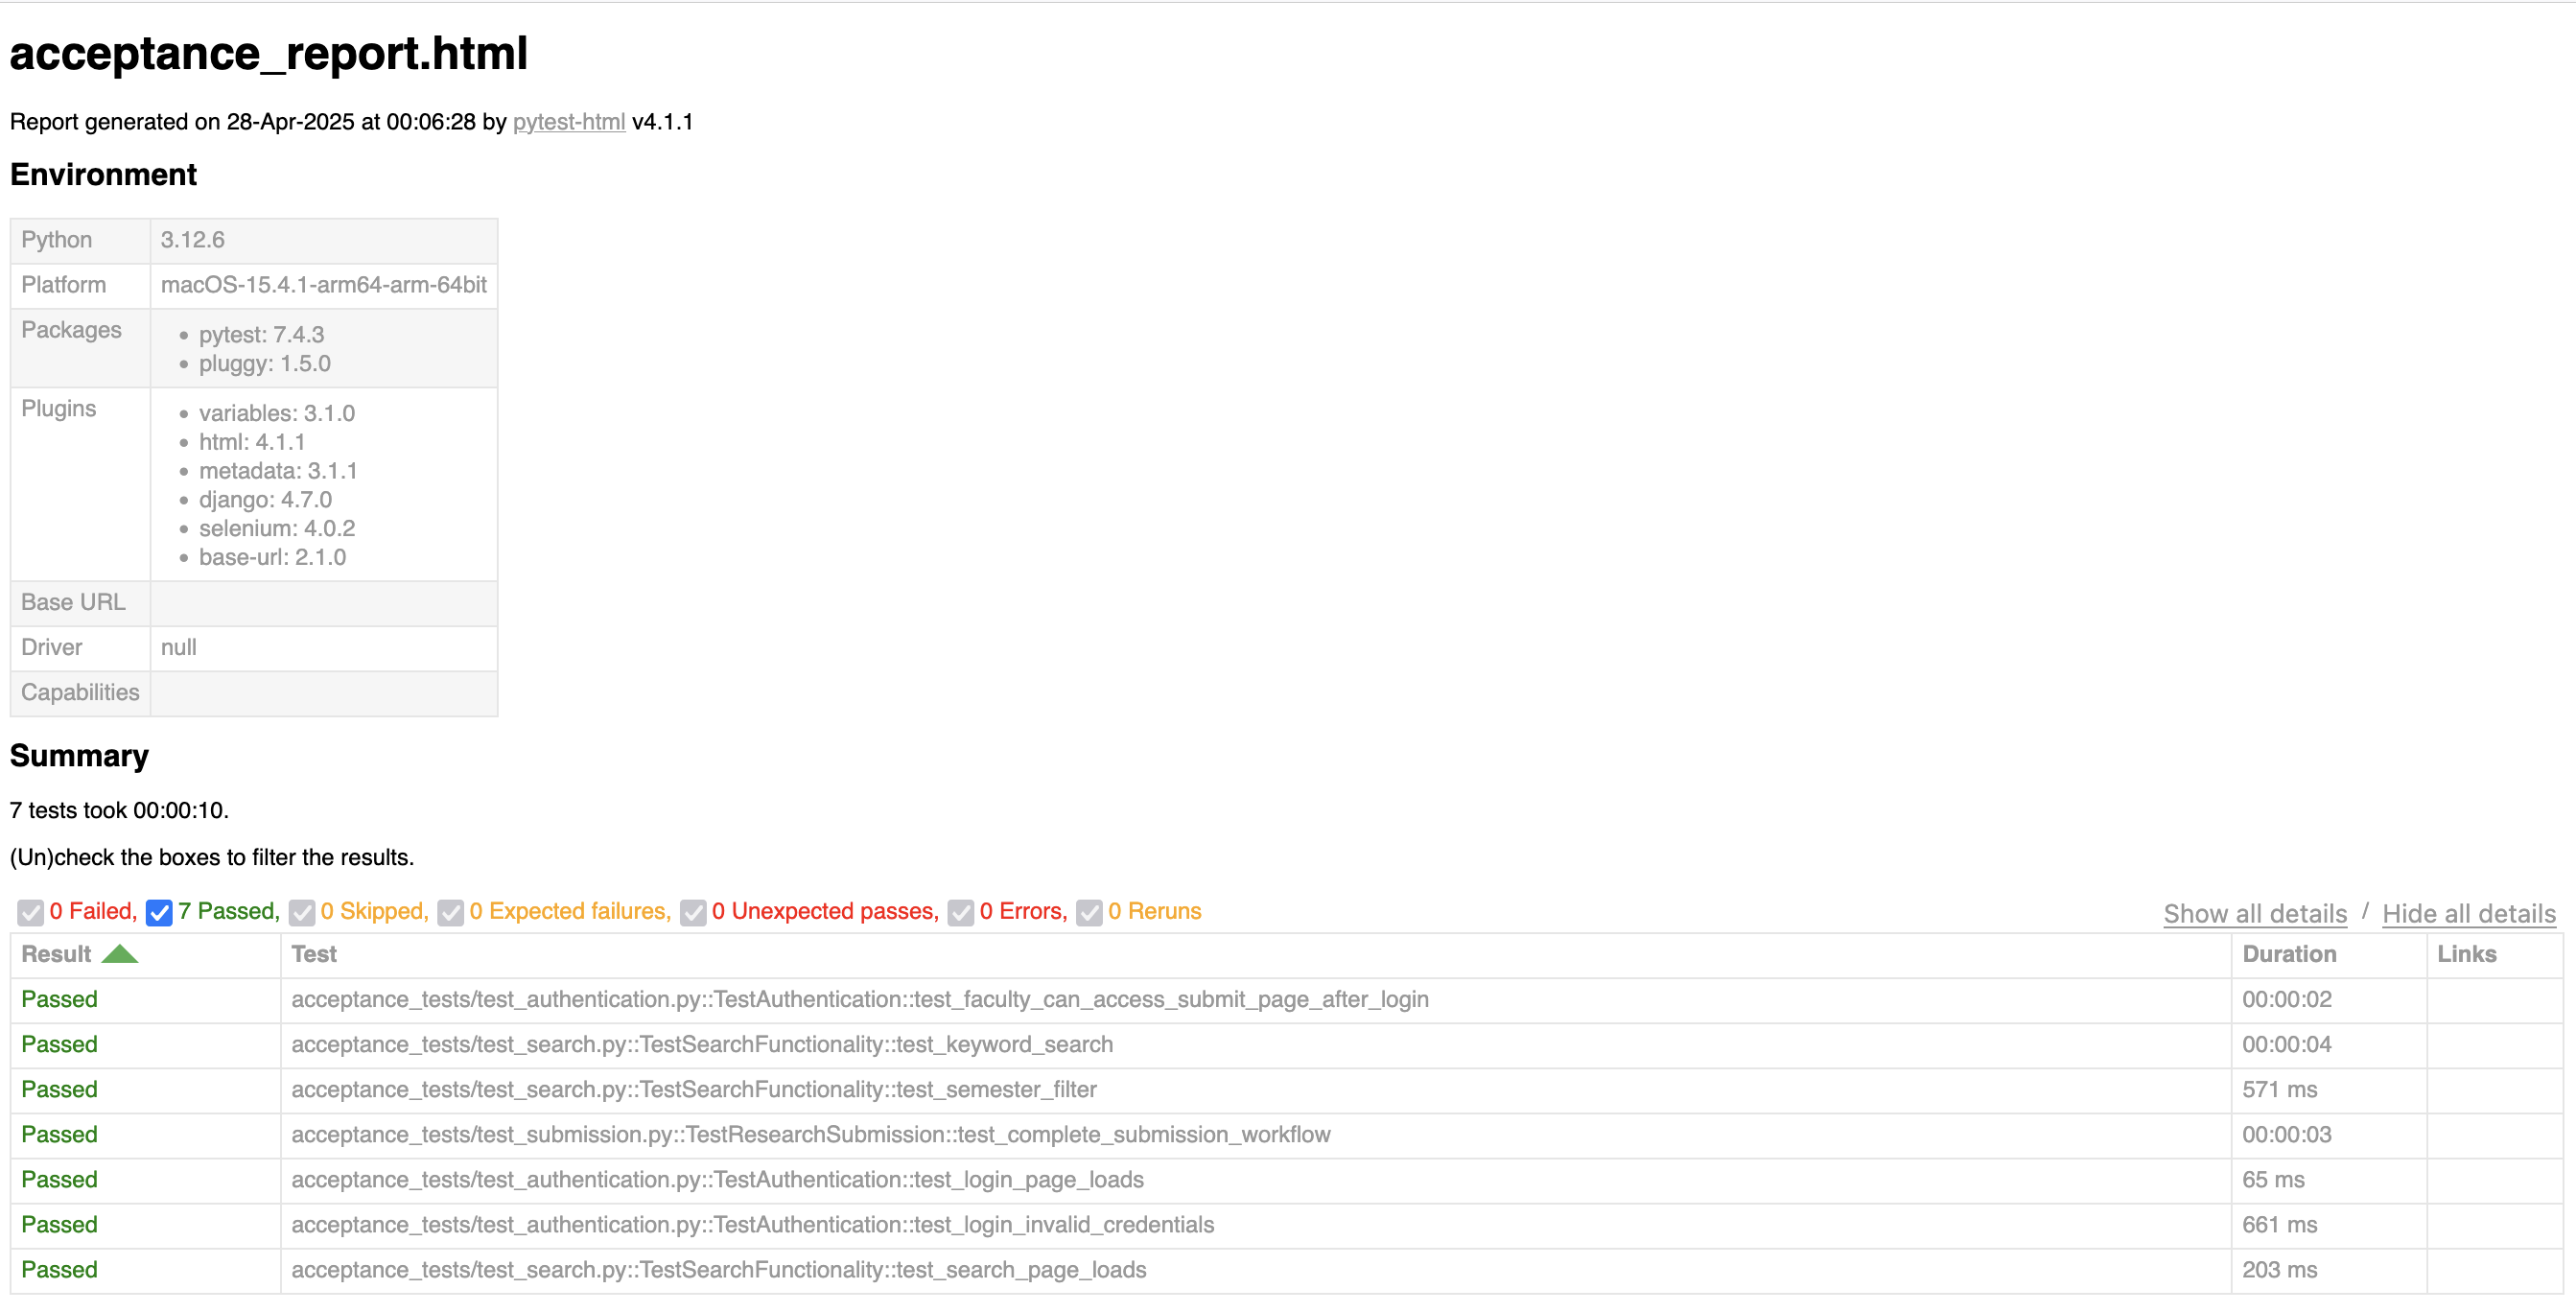 acceptance_report.html
Report generated on 28-Apr-2025 at 00:06:28 by pytest-html v4.1.1
Environment
Python 3.12.6
Platform macOS-15.4.1-arm64-arm-64bit
Packages
• pytest: 7.4.3
• pluggy: 1.5.0
Plugins
• variables: 3.1.0
• html: 4.1.1
• metadata: 3.1.1
• django: 4.7.0
• selenium: 4.0.2
• base-url: 2.1.0
Base URL
Driver null
Capabilities
Summary
7 tests took 00:00:10.
(Un)check the boxes to filter the results.
0 Failed, 7 Passed, 0 Skipped, 0 Expected failures, 0 Unexpected passes, 0 Errors, 0 Reruns Show all details / Hide all details
Result Test Duration Links
Passed acceptance_tests/test_authentication.py::TestAuthentication::test_faculty_can_access_submit_page_after_login 00:00:02
Passed acceptance_tests/test_search.py::TestSearchFunctionality::test_keyword_search 00:00:04
Passed acceptance_tests/test_search.py::TestSearchFunctionality::test_semester_filter 571 ms
Passed acceptance_tests/test_submission.py::TestResearchSubmission::test_complete_submission_workflow 00:00:03
Passed acceptance_tests/test_authentication.py::TestAuthentication::test_login_page_loads 65 ms
Passed acceptance_tests/test_authentication.py::TestAuthentication::test_login_invalid_credentials 661 ms
Passed acceptance_tests/test_search.py::TestSearchFunctionality::test_search_page_loads 203 ms